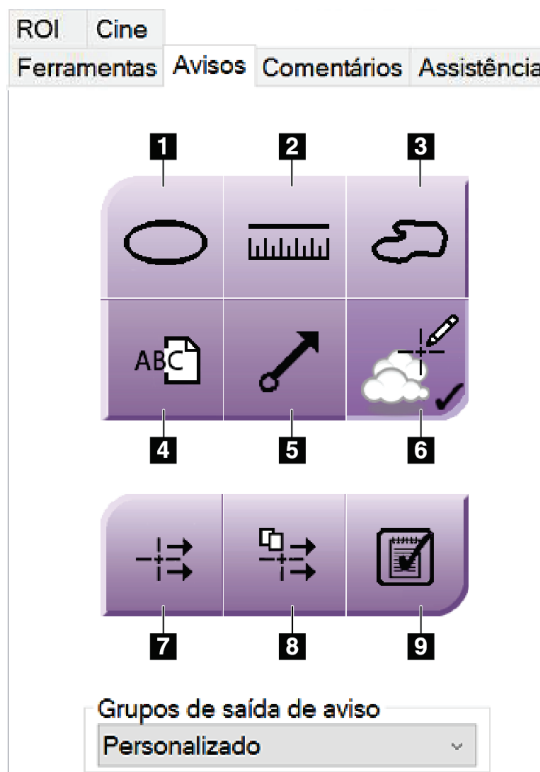 ROI Cine
Ferramentas Avisos Comentários Assistência
1 2 3
ABC
4 5 6
7 8 9
Grupos de saída de aviso
Personalizado